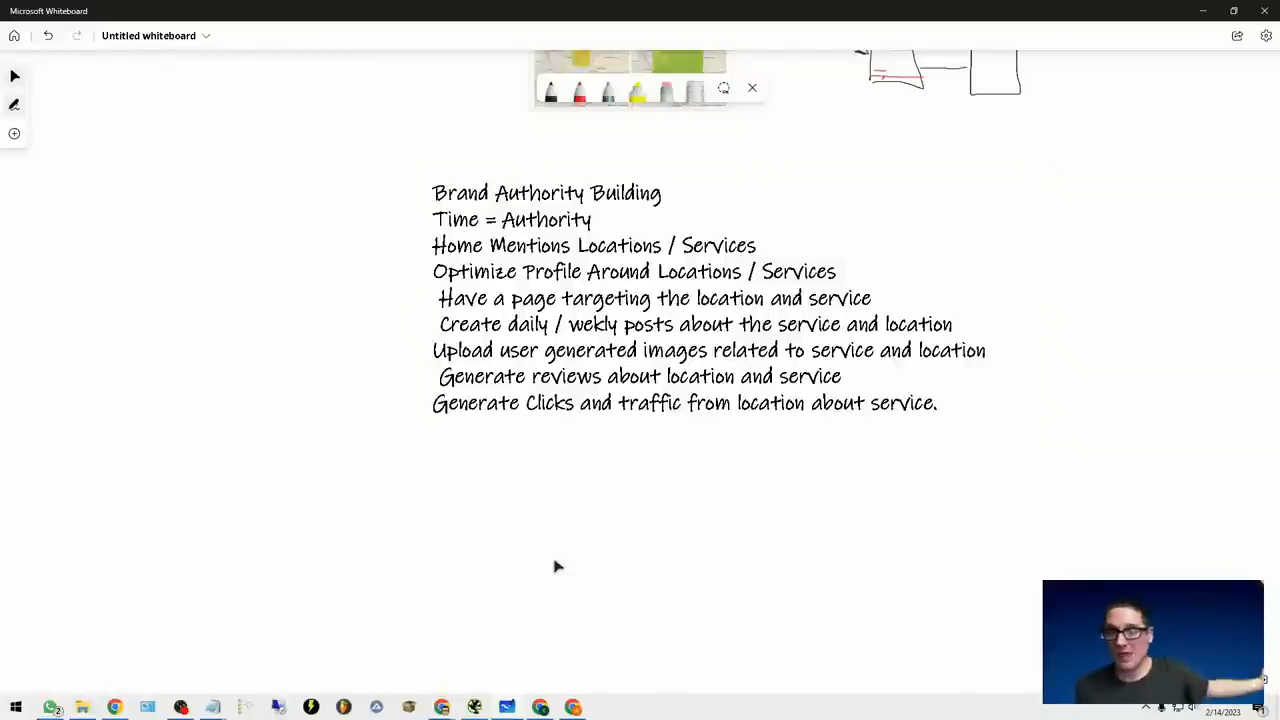 Microsoft Whiteboard
Untitled whiteboard
Brand Authority Building
Time = Authority
Home Mentions Locations / Services
Optimize Profile Around Locations / Services
Have a page targeting the location and service
Create daily / wekly posts about the service and location
Upload user generated images related to service and location
Generate reviews about location and service
Generate Clicks and traffic from location about service.
2
2/14/2023